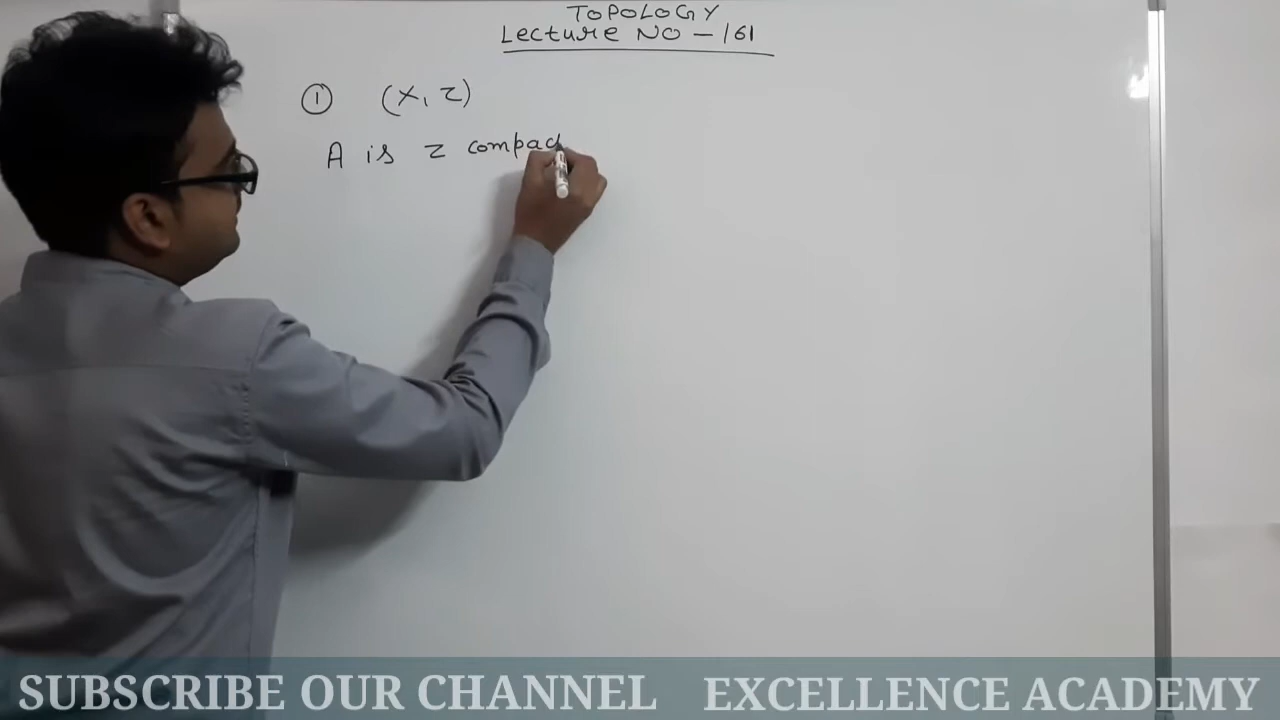 TOPOLOGY
Lecture NO – 161
① (X, τ)
A is τ compac
SUBSCRIBE OUR CHANNEL EXCELLENCE ACADEMY